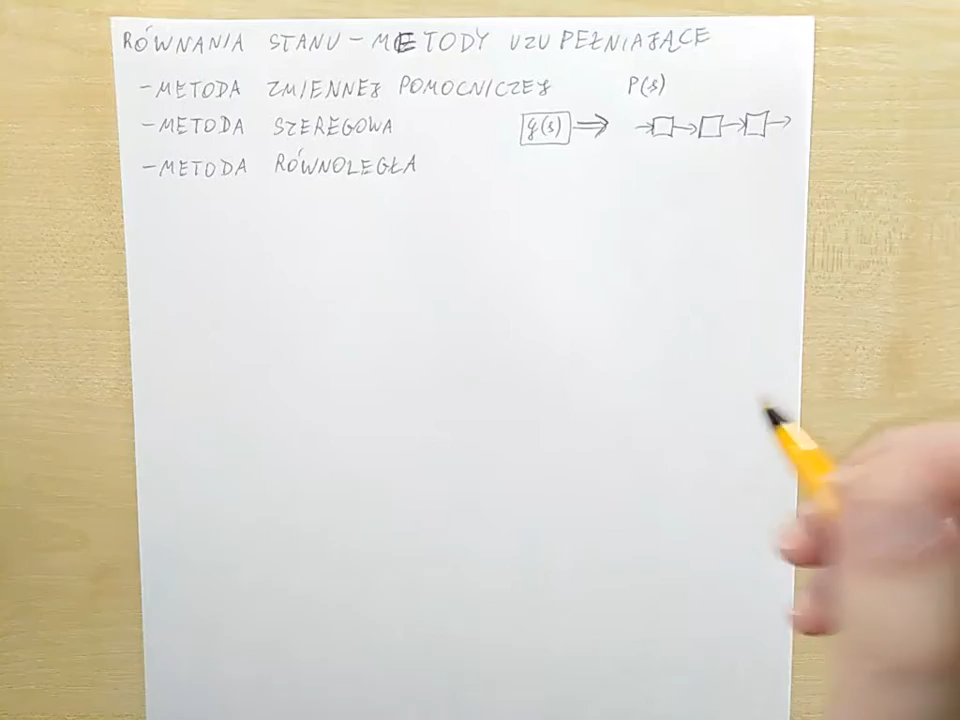 RÓWNANIA STANU - METODY UZUPEŁNIAJĄCE
- METODA ZMIENNEJ POMOCNICZEJ P(s)
- METODA SZEREGOWA g(s)
- METODA RÓWNOLEGŁA